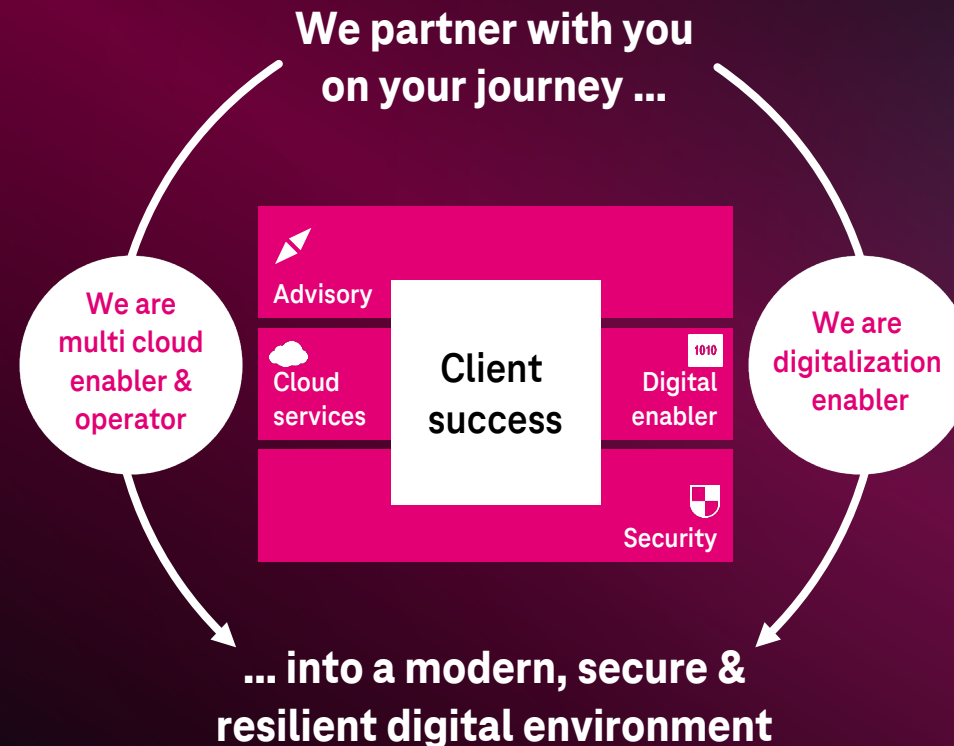 We partner with you
on your journey ...
We are
multi cloud
enabler &
operator
Advisory
Cloud
services
Client
success
1010
Digital
enabler
Security
We are
digitalization
enabler
... into a modern, secure &
resilient digital environment